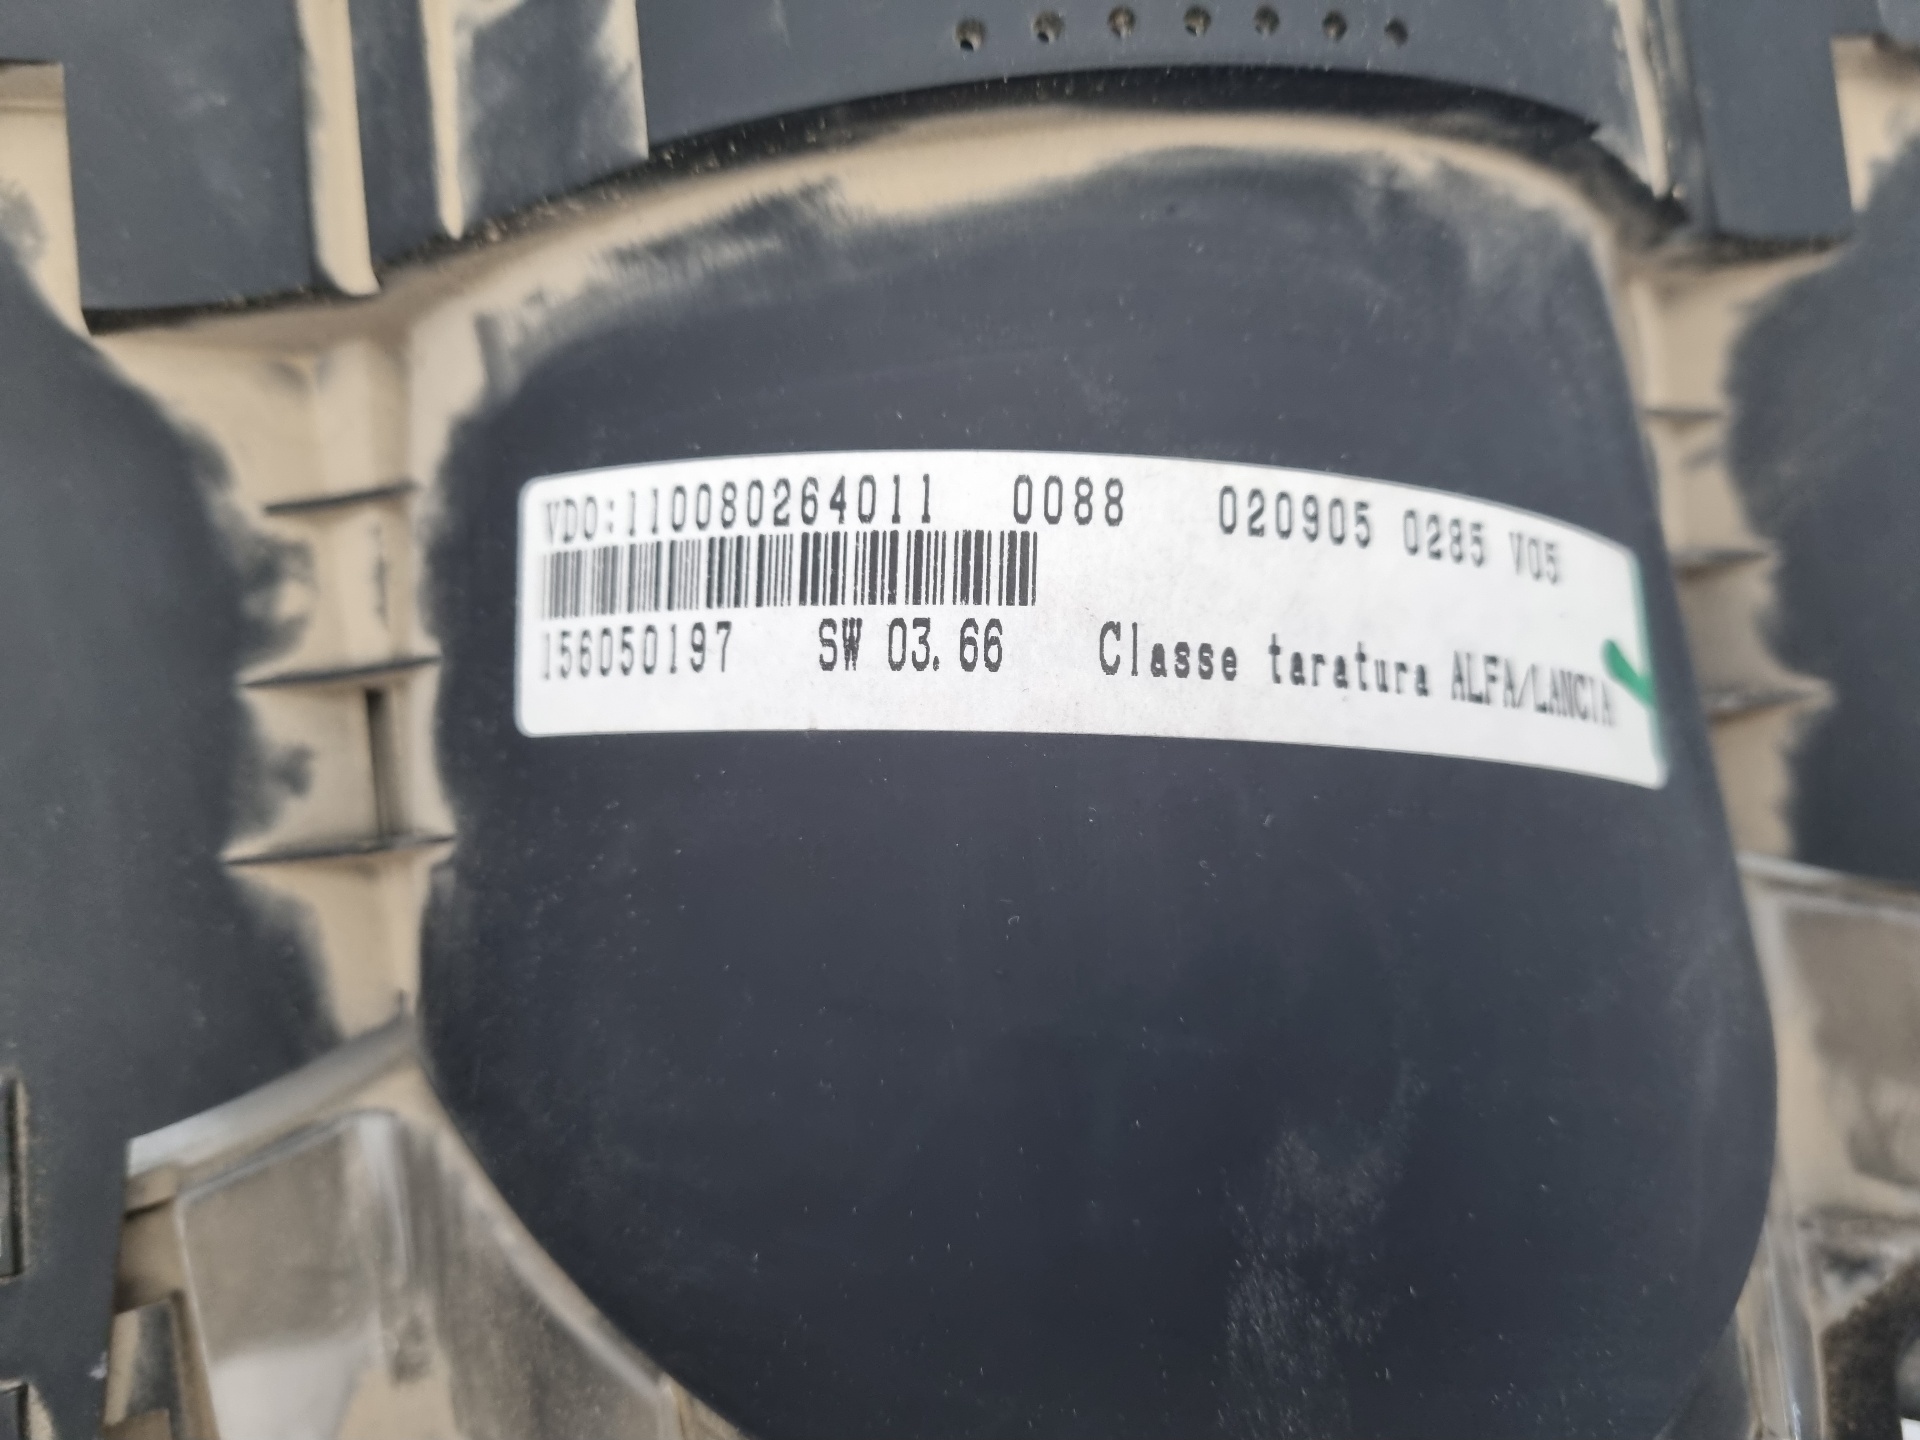 VDO:110080264011 0088 020905 0285 V05
156050197 SW 03.66 Classe taratura ALFA/LANCIA